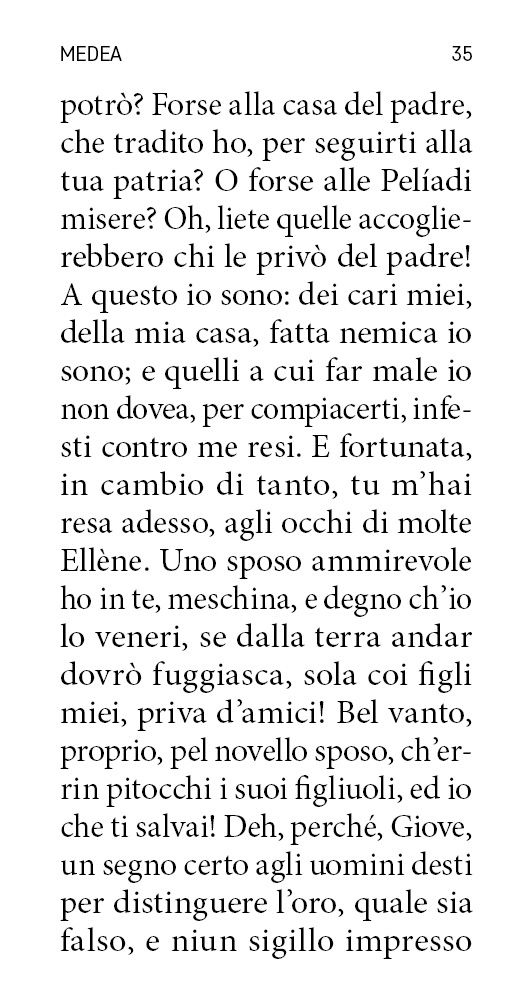 MEDEA 35
potrò? Forse alla casa del padre,
che tradito ho, per seguirti alla
tua patria? O forse alle Pelíadi
misere? Oh, liete quelle accoglie-
rebbero chi le privò del padre!
A questo io sono: dei cari miei,
della mia casa, fatta nemica io
sono; e quelli a cui far male io
non dovea, per compiacerti, infe-
sti contro me resi. E fortunata,
in cambio di tanto, tu m’hai
resa adesso, agli occhi di molte
Ellène. Uno sposo ammirevole
ho in te, meschina, e degno ch’io
lo veneri, se dalla terra andar
dovrò fuggiasca, sola coi figli
miei, priva d’amici! Bel vanto,
proprio, pel novello sposo, ch’er-
rin pitocchi i suoi figliuoli, ed io
che ti salvai! Deh, perché, Giove,
un segno certo agli uomini desti
per distinguere l’oro, quale sia
falso, e niun sigillo impresso